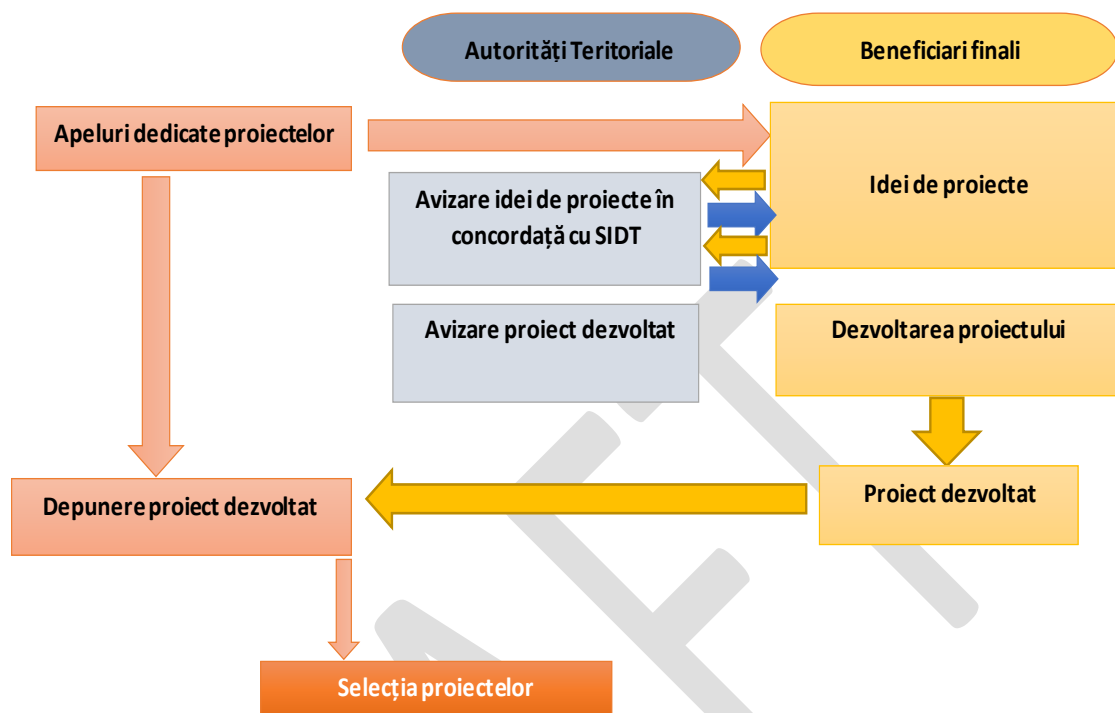 Autorități Teritoriale
Beneficiari finali
Apeluri dedicate proiectelor
Idei de proiecte
Avizare idei de proiecte în
concordață cu SIDT
Avizare proiect dezvoltat
Dezvoltarea proiectului
Depunere proiect dezvoltat
Proiect dezvoltat
Selecția proiectelor